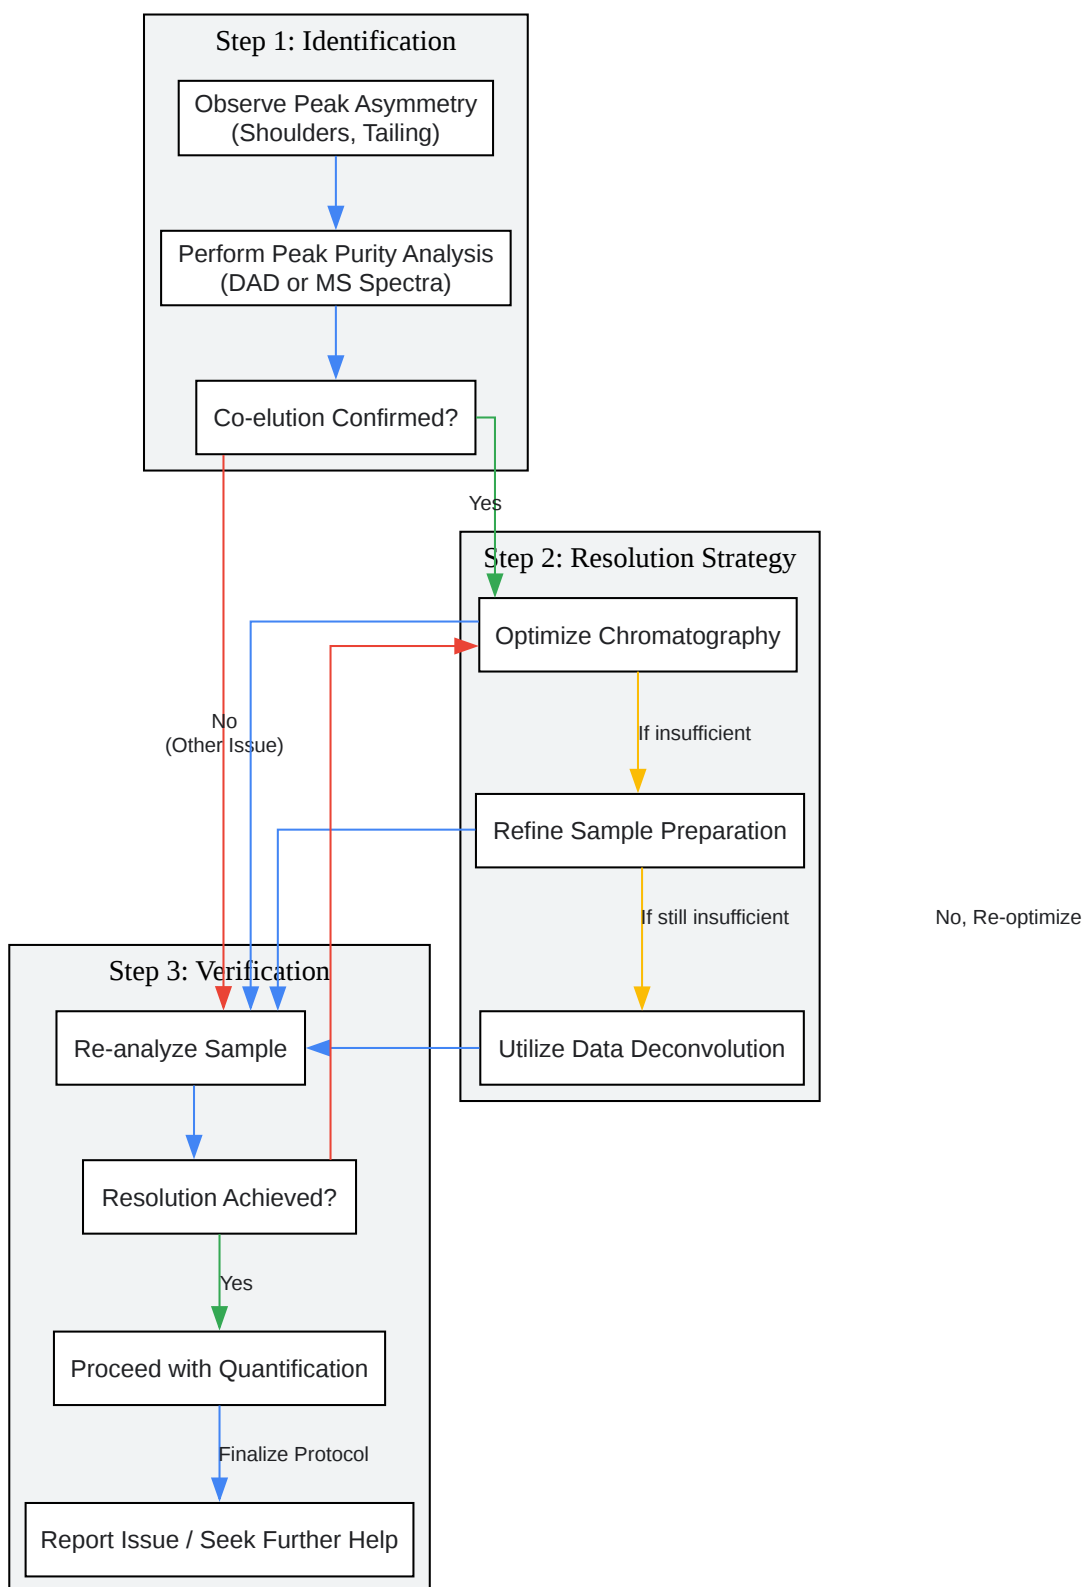 Step 1: Identification
Observe Peak Asymmetry
(Shoulders, Tailing)
Perform Peak Purity Analysis
(DAD or MS Spectra)
Co-elution Confirmed?
Yes
Step 2: Resolution Strategy
Optimize Chromatography
No
(Other Issue)
If insufficient
Refine Sample Preparation
If still insufficient
No, Re-optimize
Step 3: Verification
Re-analyze Sample
Utilize Data Deconvolution
Resolution Achieved?
Yes
Proceed with Quantification
Finalize Protocol
Report Issue / Seek Further Help